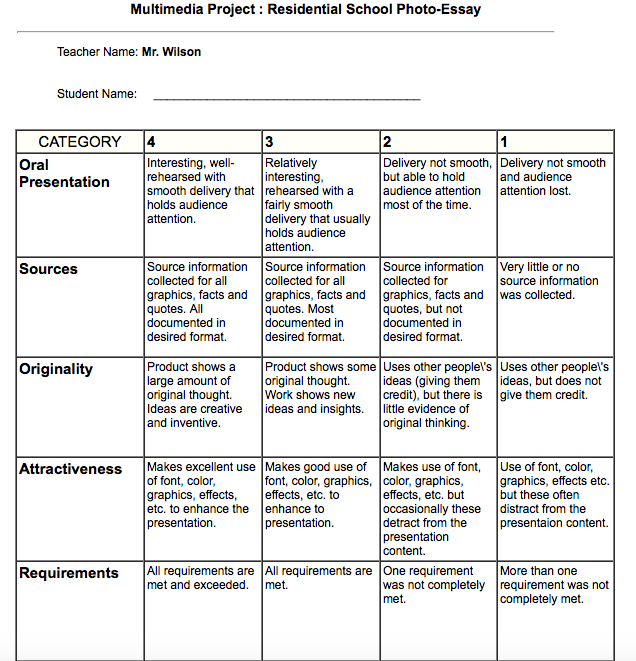 Multimedia Project : Residential School Photo-Essay
Teacher Name: Mr. Wilson
Student Name: ________________________________________
CATEGORY 4 3 2 1
Oral
Presentation
Interesting, well-
rehearsed with
smooth delivery that
holds audience
attention.
Relatively
interesting,
rehearsed with a
fairly smooth
delivery that usually
holds audience
attention.
Delivery not smooth,
but able to hold
audience attention
most of the time.
Delivery not smooth
and audience
attention lost.
Sources
Source information
collected for all
graphics, facts and
quotes. All
documented in
desired format.
Source information
collected for all
graphics, facts and
quotes. Most
documented in
desired format.
Source information
collected for
graphics, facts and
quotes, but not
documented in
desired format.
Very little or no
source information
was collected.
Originality
Product shows a
large amount of
original thought.
Ideas are creative
and inventive.
Product shows some
original thought.
Work shows new
ideas and insights.
Uses other people\'s
ideas (giving them
credit), but there is
little evidence of
original thinking.
Uses other people\'s
ideas, but does not
give them credit.
Attractiveness
Makes excellent use
of font, color,
graphics, effects,
etc. to enhance the
presentation.
Makes good use of
font, color, graphics,
effects, etc. to
enhance to
presentation.
Makes use of font,
color, graphics,
effects, etc. but
occasionally these
detract from the
presentation
content.
Use of font, color,
graphics, effects etc.
but these often
distract from the
presentaion content.
Requirements
All requirements are
met and exceeded.
All requirements are
met.
One requirement
was not completely
met.
More than one
requirement was not
completely met.